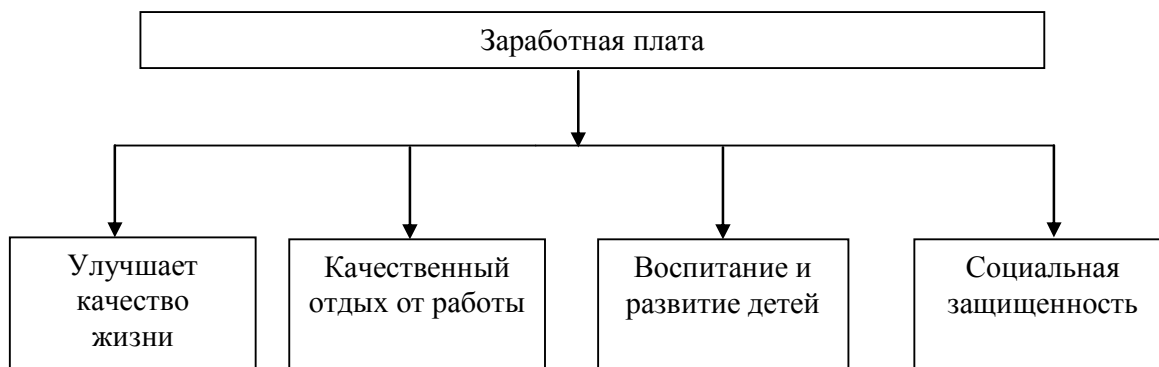 Заработная плата
Улучшает
качество
жизни
Качественный
отдых от работы
Воспитание и
развитие детей
Социальная
защищенность